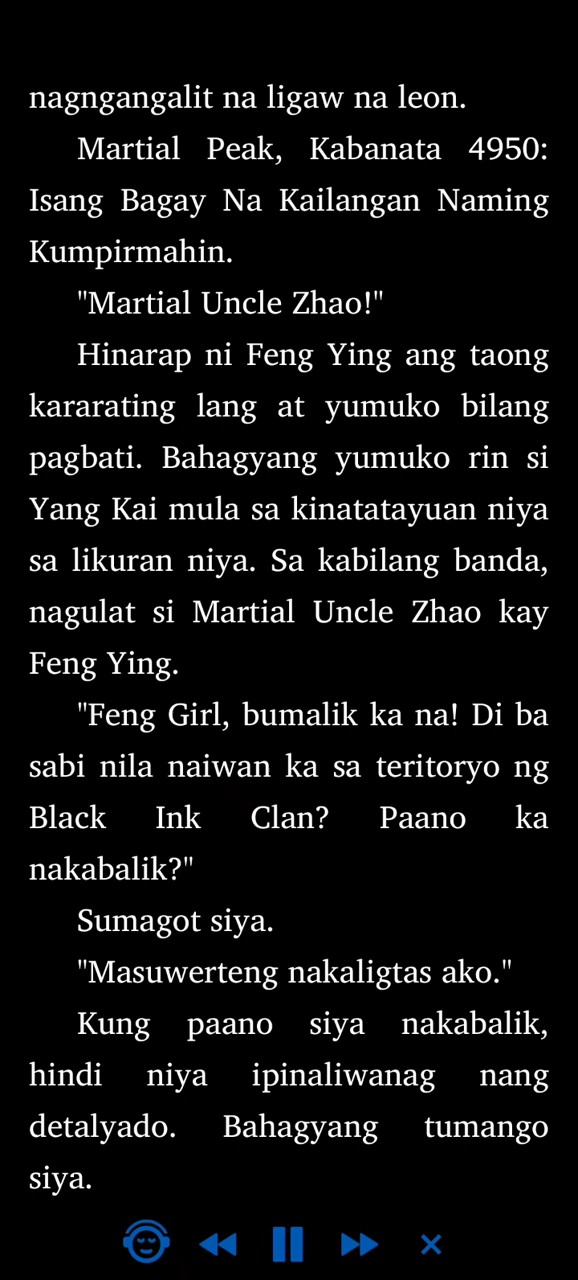 nagngangalit na ligaw na leon.
Martial Peak, Kabanata 4950:
Isang Bagay Na Kailangan Naming
Kumpirmahin.
"Martial Uncle Zhao!"
Hinarap ni Feng Ying ang taong
kararating lang at yumuko bilang
pagbati. Bahagyang yumuko rin si
Yang Kai mula sa kinatatayuan niya
sa likuran niya. Sa kabilang banda,
nagulat si Martial Uncle Zhao kay
Feng Ying.
"Feng Girl, bumalik ka na! Di ba
sabi nila naiwan ka sa teritoryo ng
Black Ink Clan? Paano ka
nakabalik?"
Sumagot siya.
"Masuwerteng nakaligtas ako."
Kung paano siya nakabalik,
hindi niya ipinaliwanag nang
detalyado. Bahagyang tumango
siya.